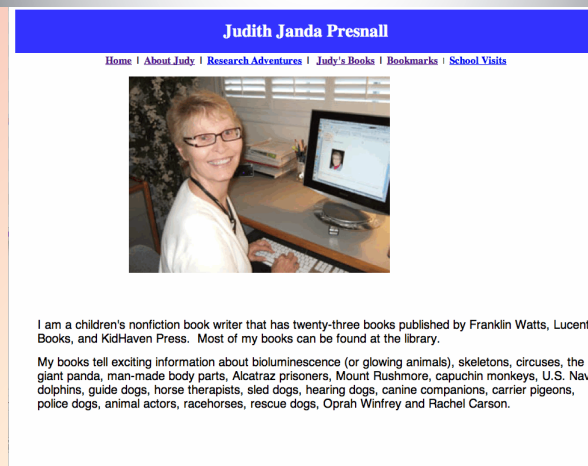 Judith Janda Presnall
Home | About Judy | Research Adventures | Judy's Books | Bookmarks | School Visits
I am a children's nonfiction book writer that has twenty-three books published by Franklin Watts, Lucent
Books, and KidHaven Press. Most of my books can be found at the library.
My books tell exciting information about bioluminescence (or glowing animals), skeletons, circuses, the
giant panda, man-made body parts, Alcatraz prisoners, Mount Rushmore, capuchin monkeys, U.S. Nav
dolphins, guide dogs, horse therapists, sled dogs, hearing dogs, canine companions, carrier pigeons,
police dogs, animal actors, racehorses, rescue dogs, Oprah Winfrey and Rachel Carson.